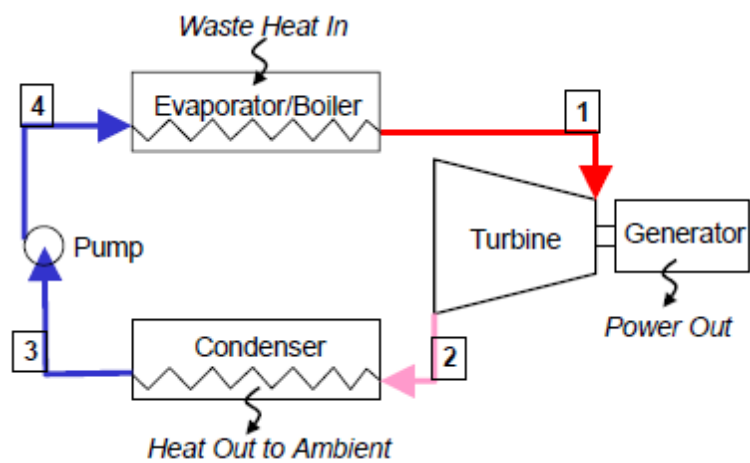 Waste Heat In
4
Evaporator/Boiler
1
Pump
Turbine
Generator
Power Out
3
Condenser
2
Heat Out to Ambient